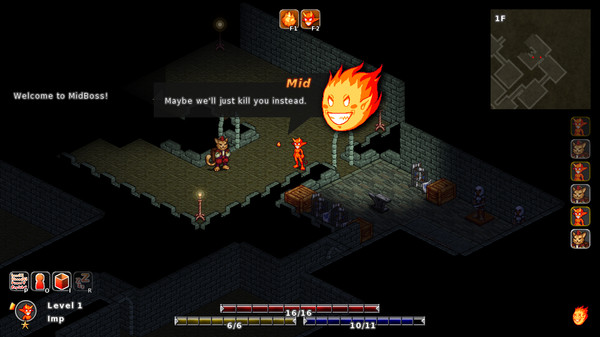 F1 F2
1F
Mid
Welcome to MidBoss!
Maybe we'll just kill you instead.
P O I R
Level 1
Imp
16/16
6/6 10/11